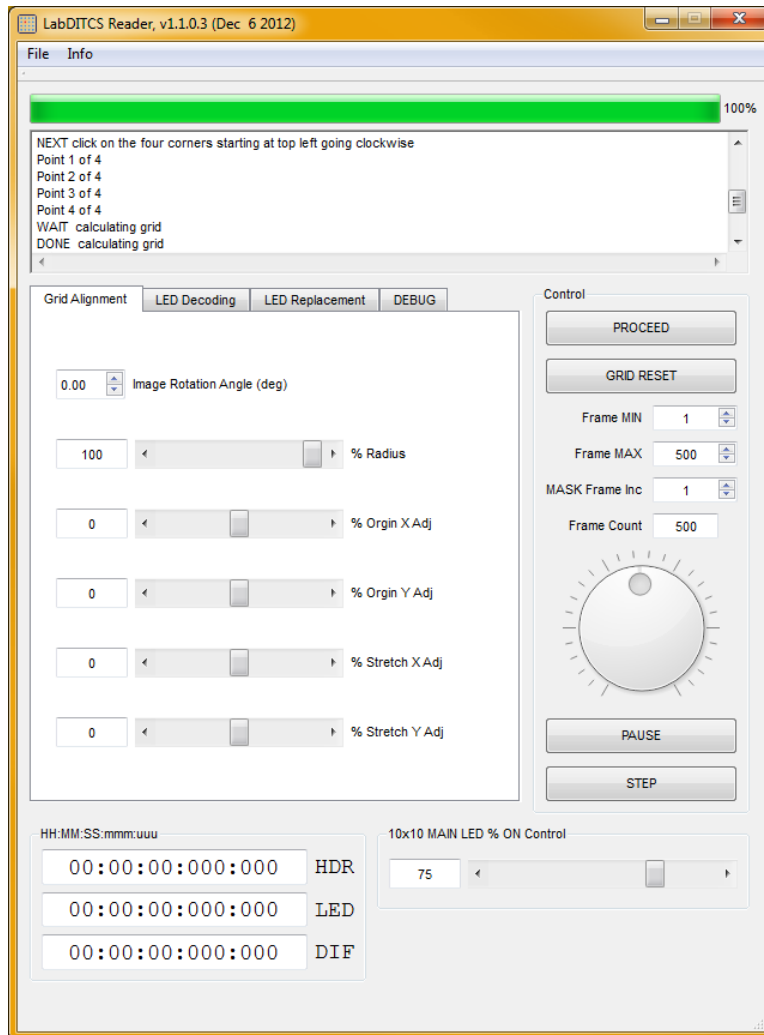 LabDITCS Reader, v1.1.0.3 (Dec 6 2012)
File Info
100%
NEXT click on the four corners starting at top left going clockwise
Point 1 of 4
Point 2 of 4
Point 3 of 4
Point 4 of 4
WAIT calculating grid
DONE calculating grid
Grid Alignment LED Decoding LED Replacement DEBUG
0.00 Image Rotation Angle (deg)
100 % Radius
0 % Orgin X Adj
0 % Orgin Y Adj
0 % Stretch X Adj
0 % Stretch Y Adj
Control
PROCEED
GRID RESET
Frame MIN 1
Frame MAX 500
MASK Frame Inc 1
Frame Count 500
PAUSE
STEP
HH:MM:SS:mmm:uuu
00:00:00:000:000 HDR
00:00:00:000:000 LED
00:00:00:000:000 DIF
10x10 MAIN LED % ON Control
75